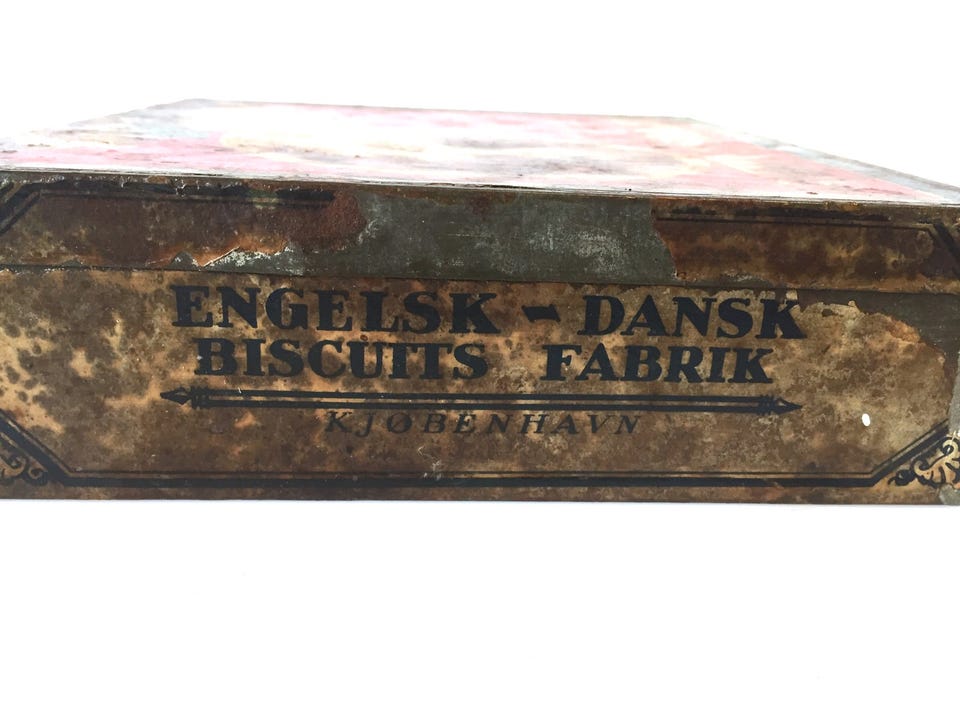 ENGELSK - DANSK
BISCUITS FABRIK
KJØBENHAVN